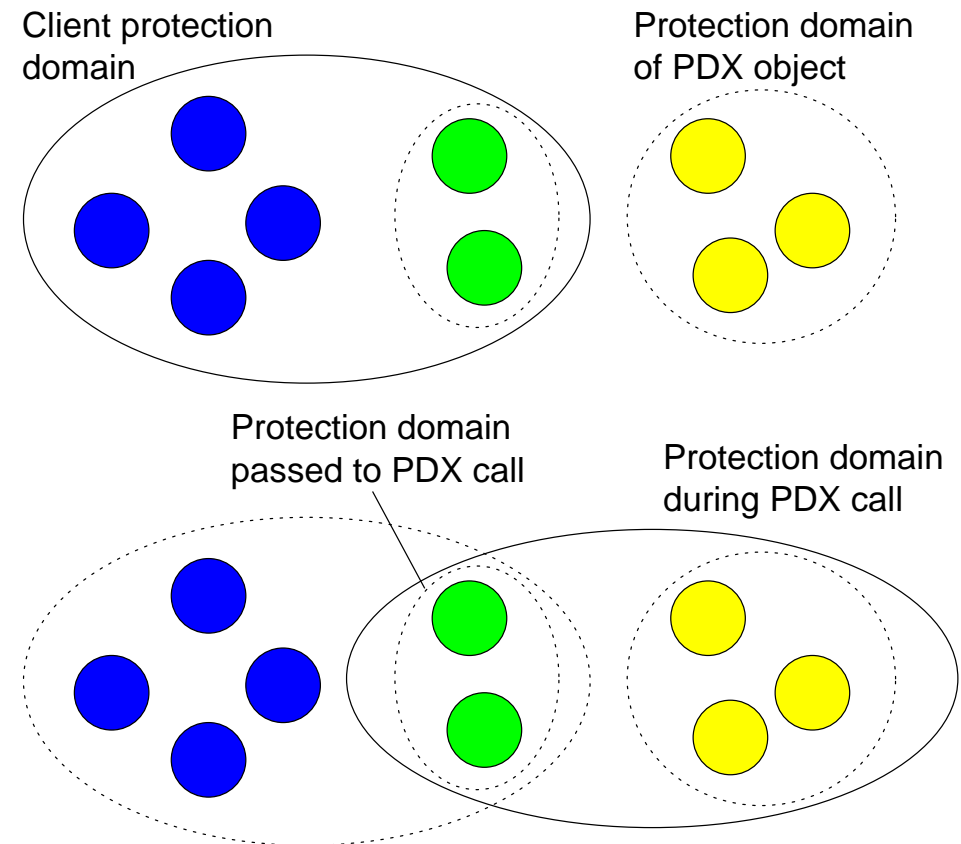 Client protection
domain
Protection domain
of PDX object
Protection domain
passed to PDX call
Protection domain
during PDX call